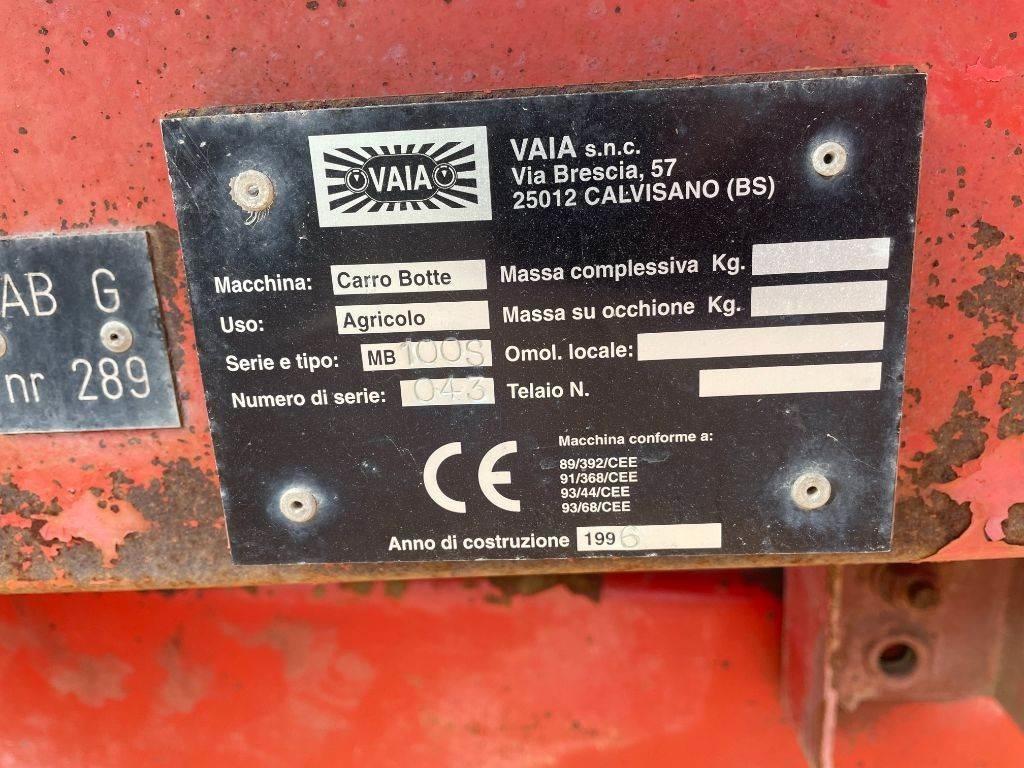 AB G
nr 289
VAIA
VAIA s.n.c.
Via Brescia, 57
25012 CALVISANO (BS)
Macchina: Carro Botte
Uso: Agricolo
Serie e tipo: MB 100S
Numero di serie: 043
Massa complessiva Kg.
Massa su occhione Kg.
Omol. locale:
Telaio N.
CE
Macchina conforme a:
89/392/CEE
91/368/CEE
93/44/CEE
93/68/CEE
Anno di costruzione 1996